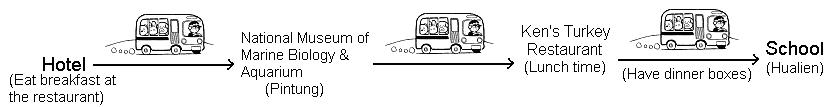 Hotel
(Eat breakfast at
the restaurant)
National Museum of
Marine Biology &
Aquarium
(Pintung)
Ken's Turkey
Restaurant
(Lunch time)
(Have dinner boxes)
School
(Hualien)